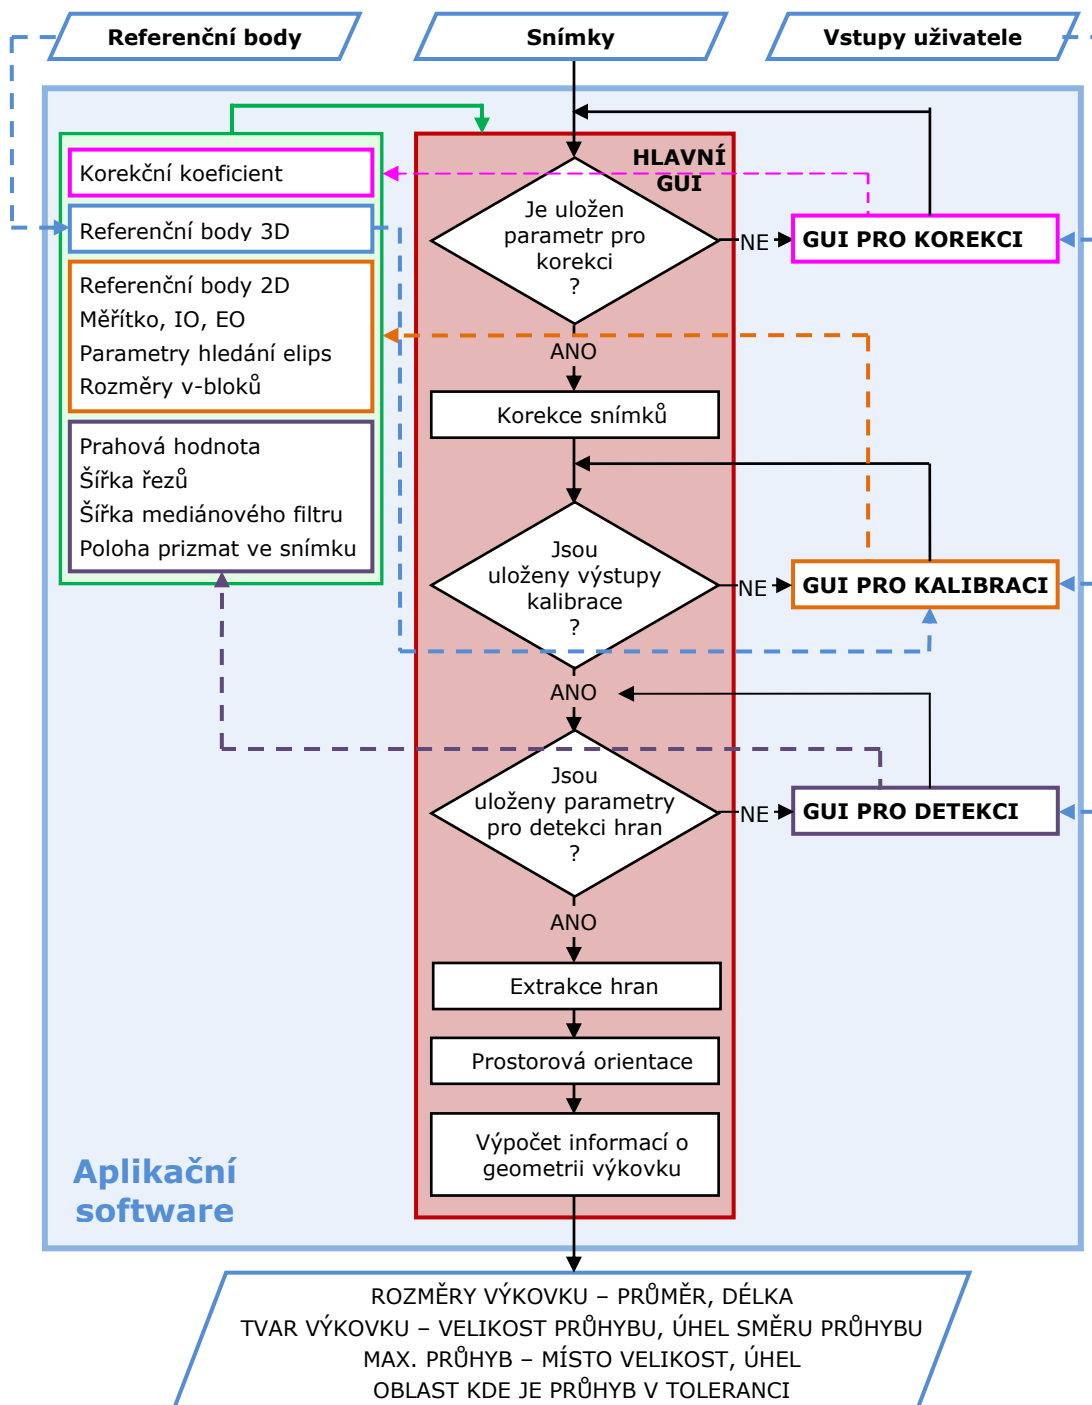 Referenční body
Snímky
Vstupy uživatele
Korekční koeficient
Referenční body 3D
Referenční body 2D
Měřítko, IO, EO
Parametry hledání elips
Rozměry v-bloků
Prahová hodnota
Šířka řezů
Šířka mediánového filtru
Poloha prizmat ve snímku
HLAVNÍ
GUI
Je uložen
parametr pro
korekci
?
NE
GUI PRO KOREKCI
ANO
Korekce snímků
Jsou
uloženy výstupy
kalibrace
?
NE
GUI PRO KALIBRACI
ANO
Jsou
uloženy parametry
pro detekci hran
?
NE
GUI PRO DETEKCI
ANO
Extrakce hran
Prostorová orientace
Výpočet informací o
geometrii výkovku
Aplikační
software
ROZMĚRY VÝKOVKU – PRŮMĚR, DÉLKA
TVAR VÝKOVKU – VELIKOST PRŮHYBU, ÚHEL SMĚRU PRŮHYBU
MAX. PRŮHYB – MÍSTO VELIKOST, ÚHEL
OBLAST KDE JE PRŮHYB V TOLERANCI